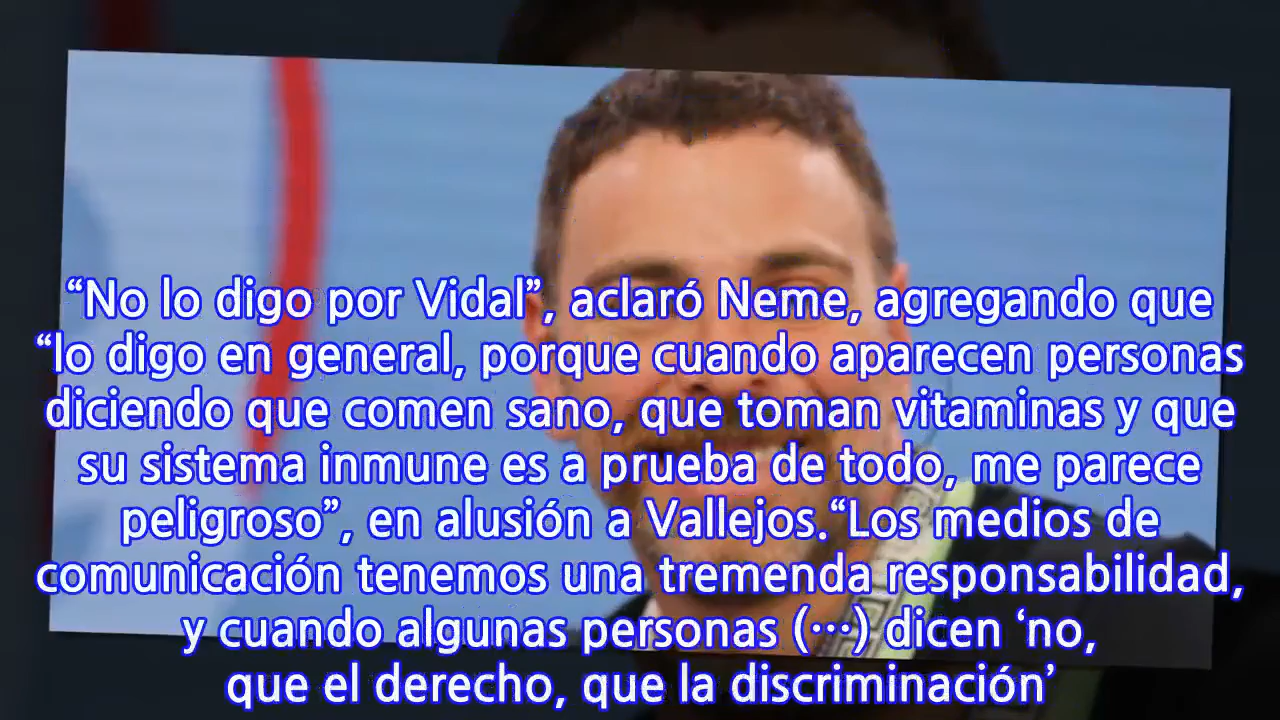 “No lo digo por Vidal”, aclaró Neme, agregando que
“lo digo en general, porque cuando aparecen personas
diciendo que comen sano, que toman vitaminas y que
su sistema inmune es a prueba de todo, me parece
peligroso”, en alusión a Vallejos.“Los medios de
comunicación tenemos una tremenda responsabilidad,
y cuando algunas personas (…) dicen ‘no,
que el derecho, que la discriminación’